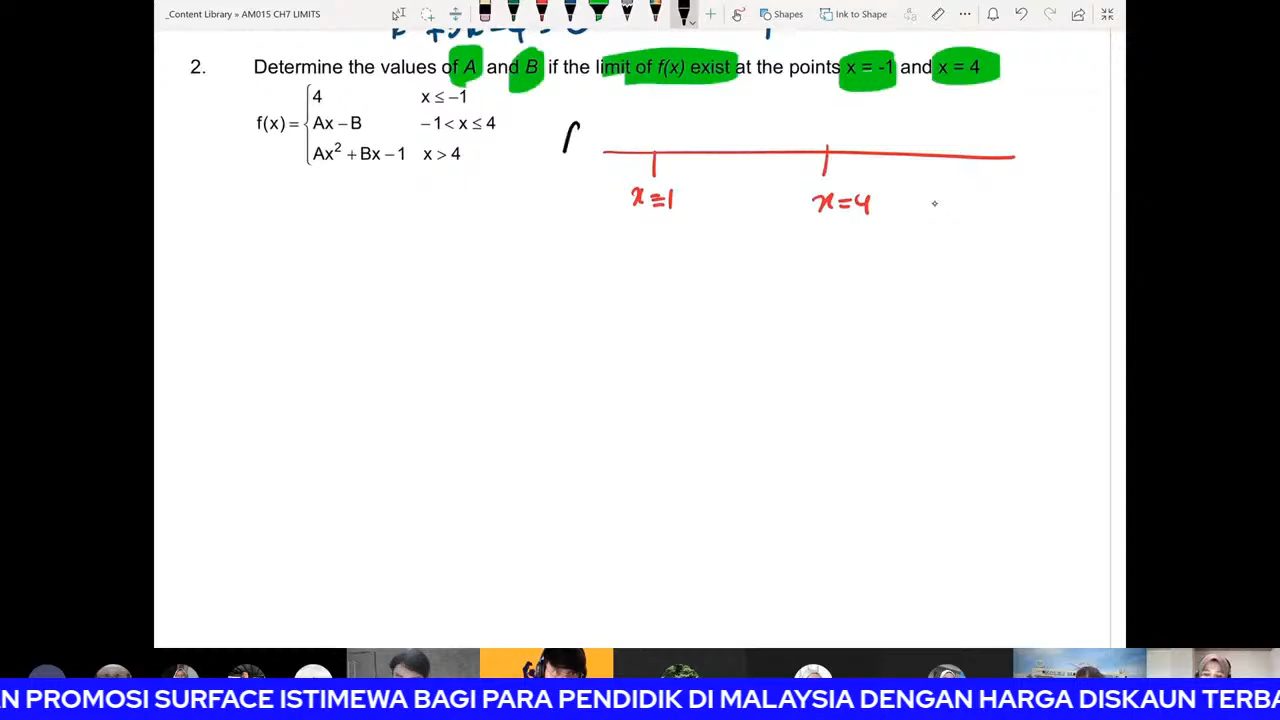 _Content Library » AM015 CH7 LIMITS
Shapes
Ink to Shape
2. Determine the values of A and B if the limit of f(x) exist at the points x = -1 and x = 4
4 x ≤ −1
f(x) = Ax − B −1 < x ≤ 4
Ax² + Bx − 1 x > 4
x=-1 x=4
AN PROMOSI SURFACE ISTIMEWA BAGI PARA PENDIDIK DI MALAYSIA DENGAN HARGA DISKAUN TERBA